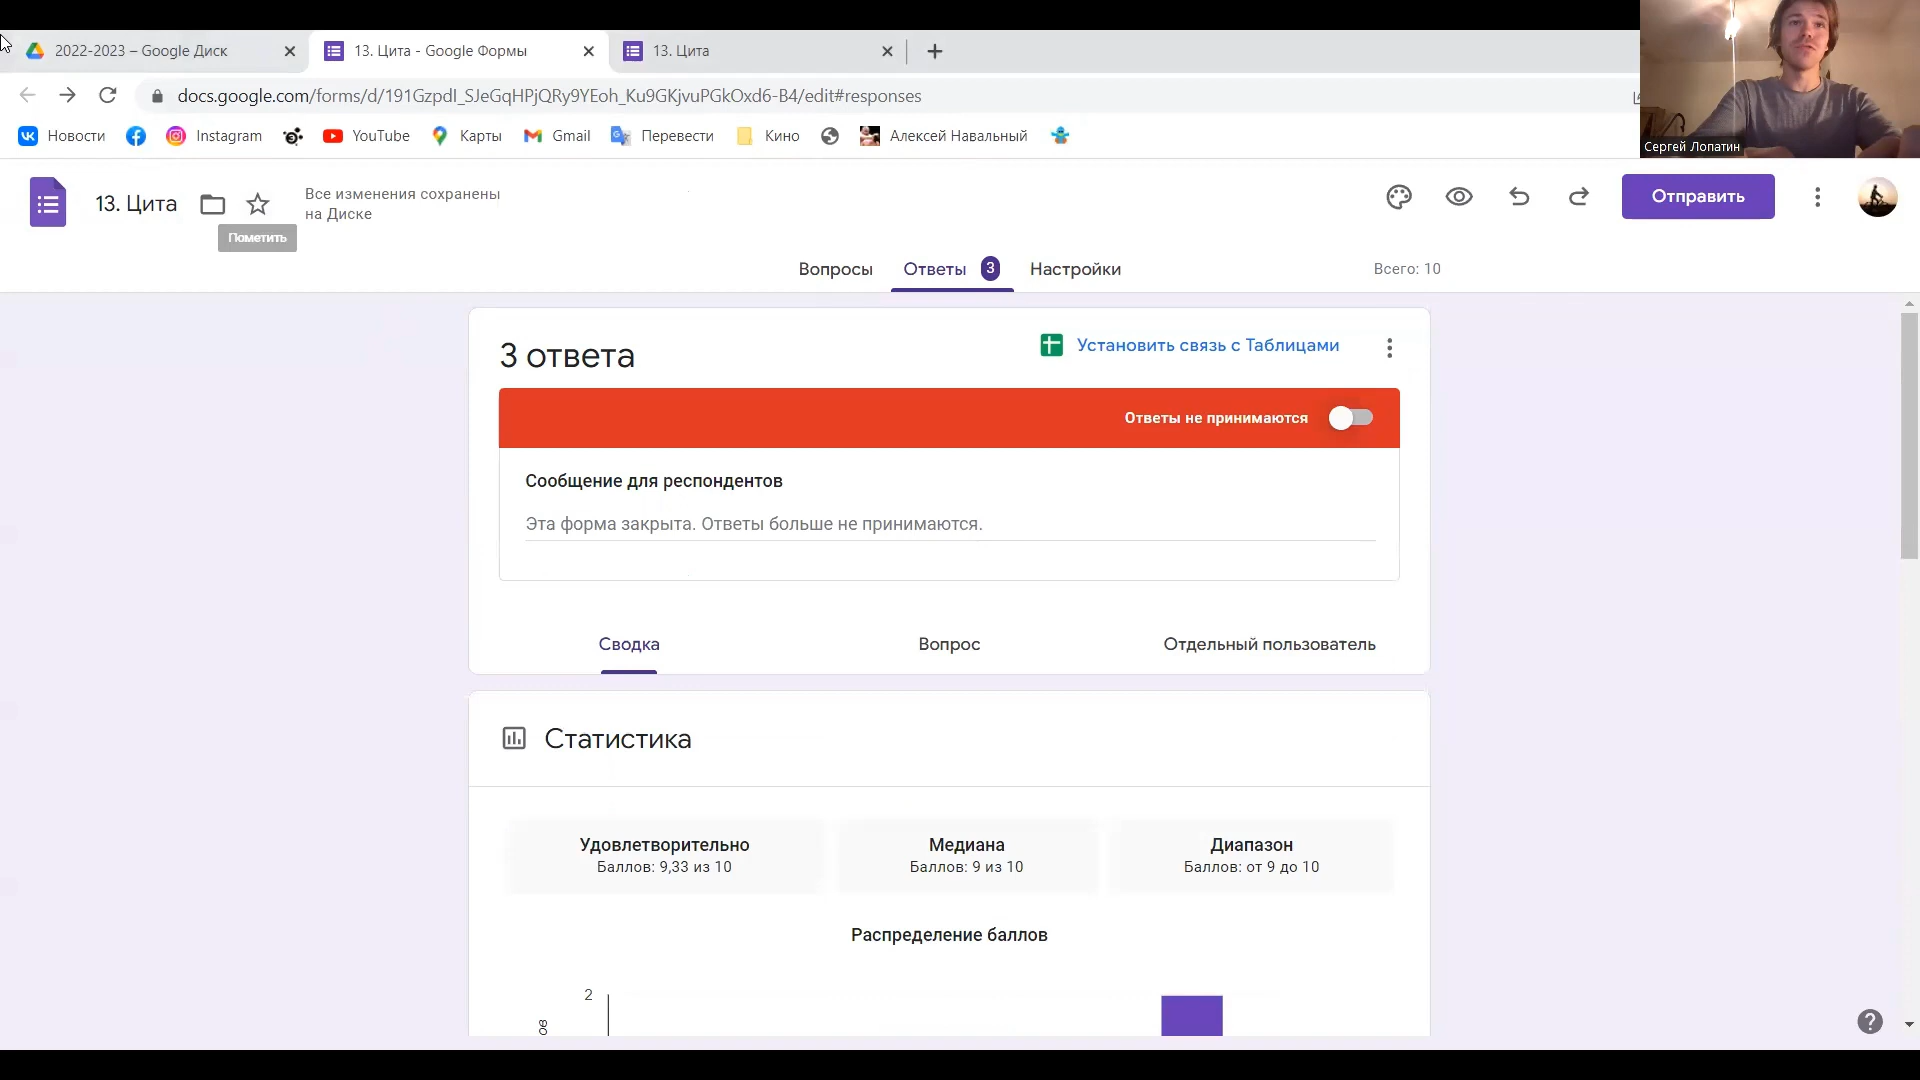 2022-2023 – Google Диск
13. Цита - Google Формы
13. Цита
docs.google.com/forms/d/191GzpdI_SJeGqHPjQRy9YEoh_Ku9GKjvuPGkOxd6-B4/edit#responses
Новости
Instagram
YouTube
Карты
Gmail
Перевести
Кино
Алексей Навальный
Сергей Лопатин
13. Цита
Все изменения сохранены
на Диске
Пометить
Отправить
Вопросы
Ответы 3
Настройки
Всего: 10
3 ответа
Установить связь с Таблицами
Ответы не принимаются
Сообщение для респондентов
Эта форма закрыта. Ответы больше не принимаются.
Сводка
Вопрос
Отдельный пользователь
Статистика
Удовлетворительно
Баллов: 9,33 из 10
Медиана
Баллов: 9 из 10
Диапазон
Баллов: от 9 до 10
Распределение баллов
2
ов